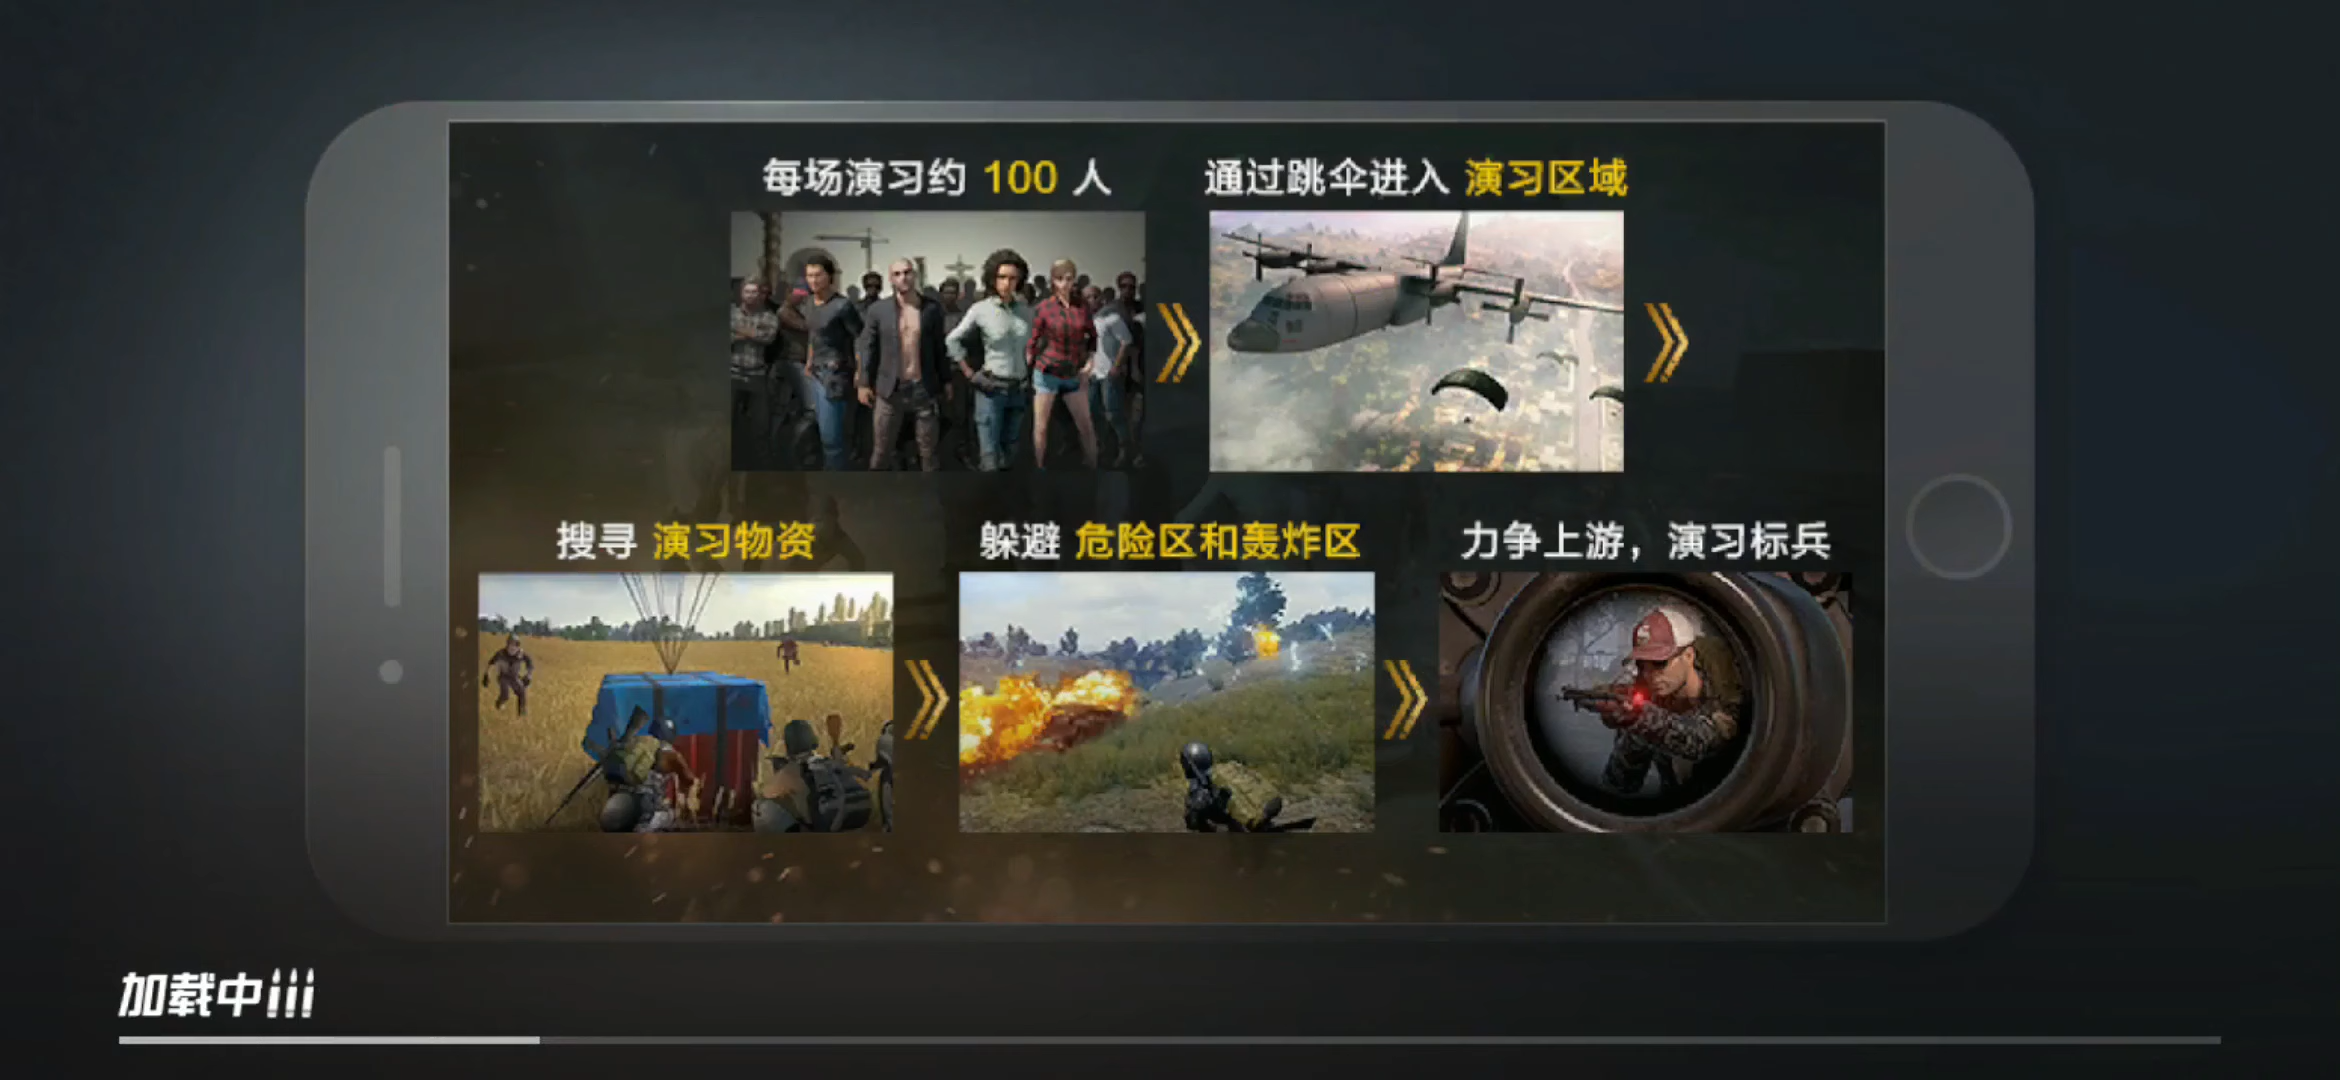 每场演习约 100 人
通过跳伞进入 演习区域
搜寻 演习物资
躲避 危险区和轰炸区
力争上游，演习标兵
加载中